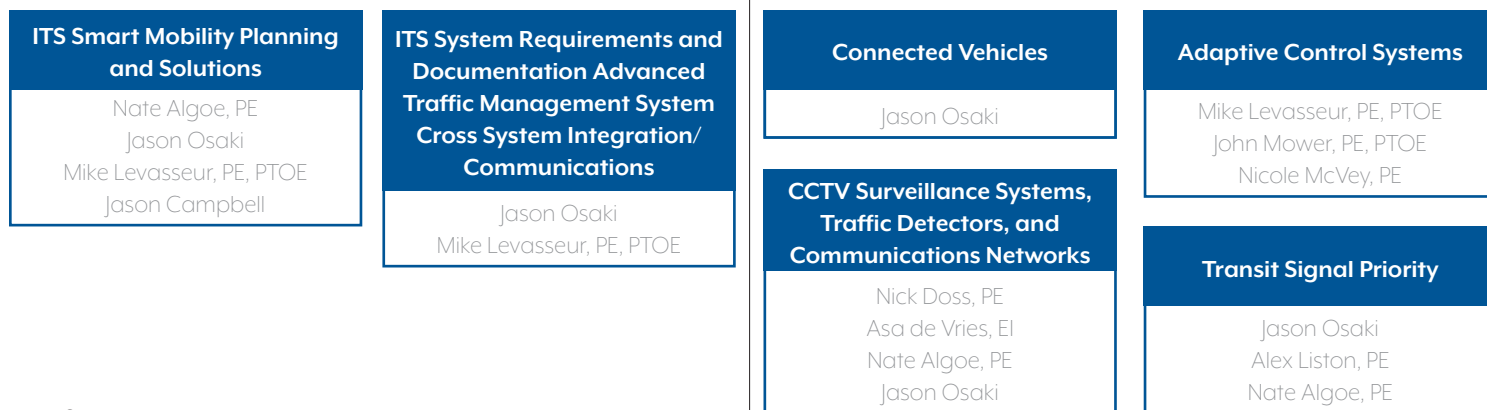 ITS Smart Mobility Planning
and Solutions
Nate Algoe, PE
Jason Osaki
Mike Levasseur, PE, PTOE
Jason Campbell
ITS System Requirements and
Documentation Advanced
Traffic Management System
Cross System Integration/
Communications
Jason Osaki
Mike Levasseur, PE, PTOE
Connected Vehicles
Jason Osaki
CCTV Surveillance Systems,
Traffic Detectors, and
Communications Networks
Nick Doss, PE
Asa de Vries, EI
Nate Algoe, PE
Jason Osaki
Adaptive Control Systems
Mike Levasseur, PE, PTOE
John Mower, PE, PTOE
Nicole McVey, PE
Transit Signal Priority
Jason Osaki
Alex Liston, PE
Nate Algoe, PE